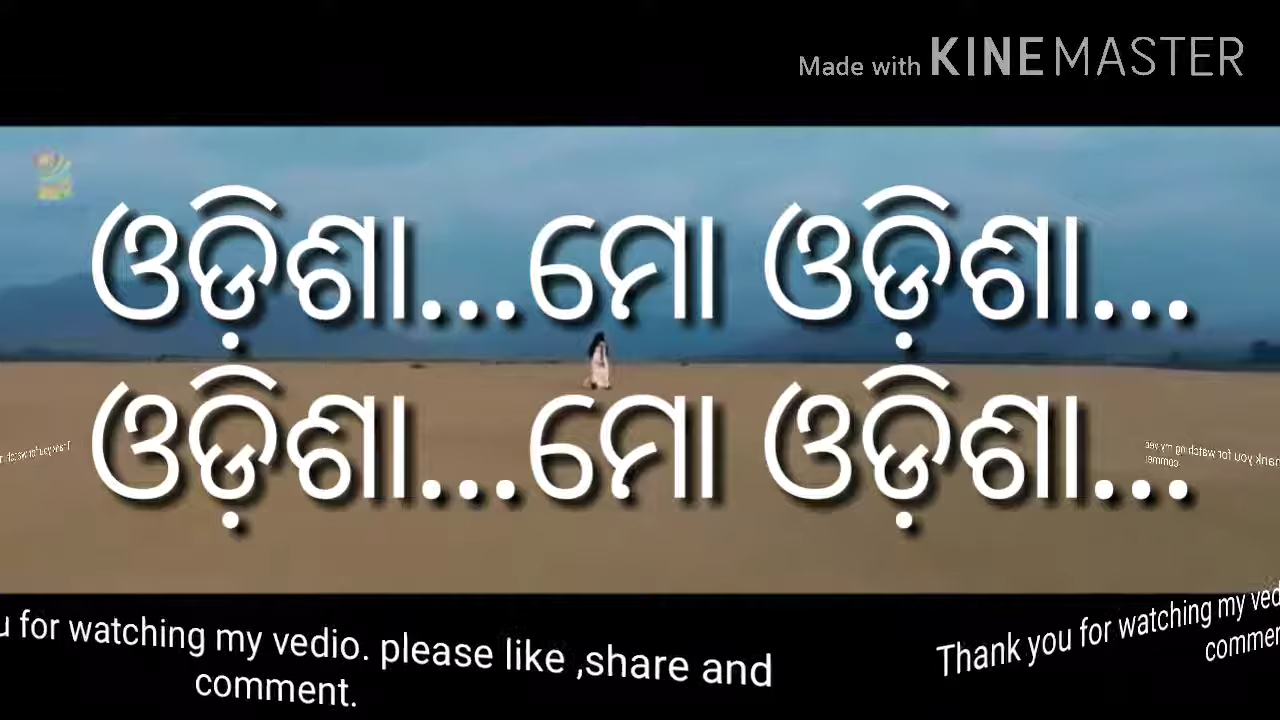 Made with KINEMASTER
ଓଡ଼ିଶା...ମୋ ଓଡ଼ିଶା...
ଓଡ଼ିଶା...ମୋ ଓଡ଼ିଶା...
for watching my vedio. please like ,share and
comment.
Thank you for watching my